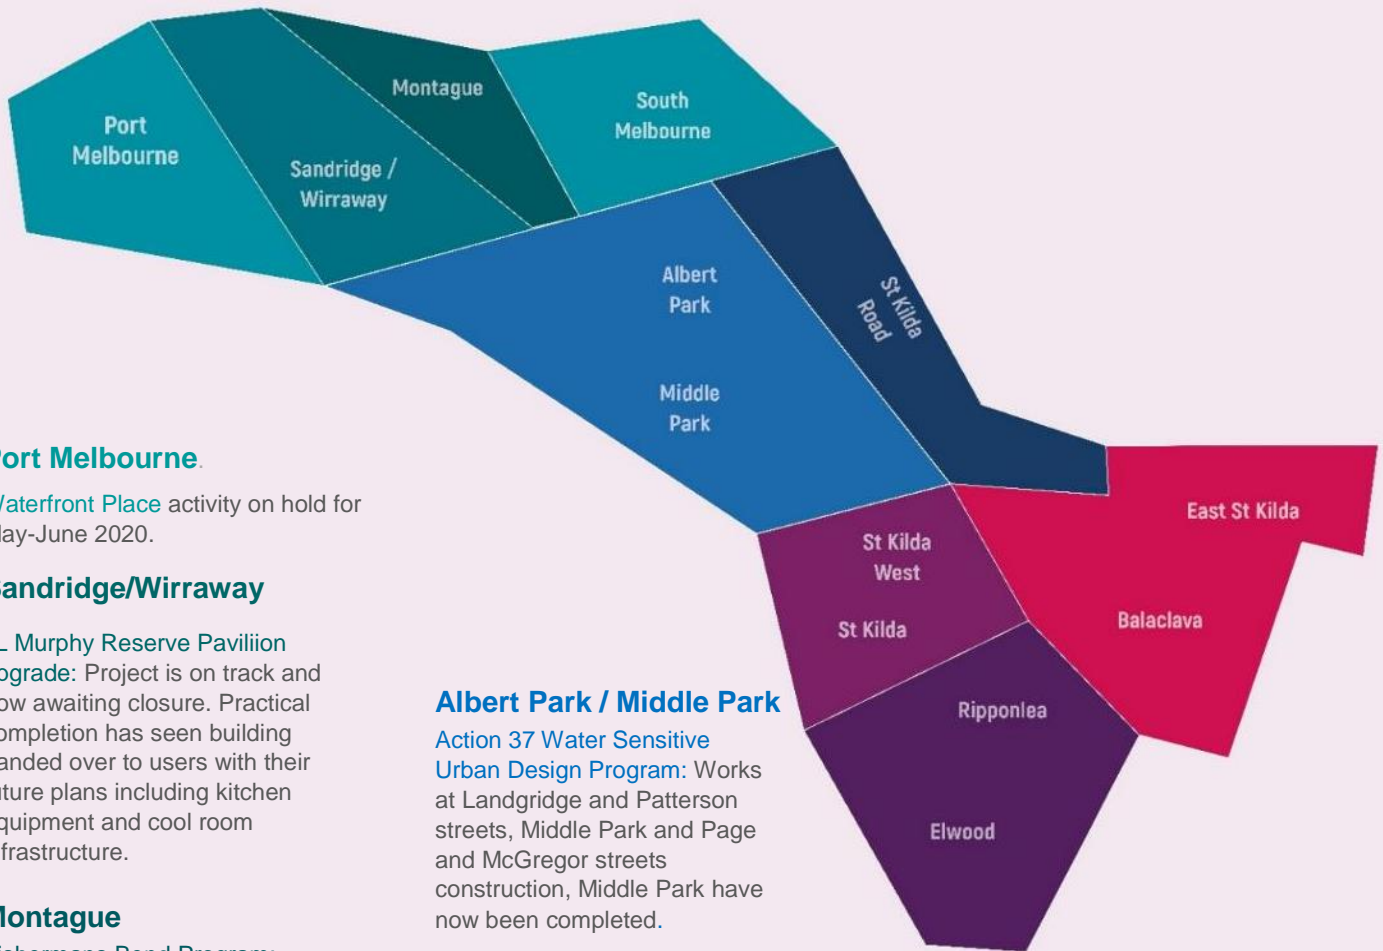 Port
Melbourne
Sandridge /
Wirraway
Montague
South
Melbourne
Albert
Park
Middle
Park
St Kilda
Road
East St Kilda
Balaclava
St Kilda
West
St Kilda
Ripponlea
Elwood
ort Melbourne.
aterfront Place activity on hold for
ay-June 2020.
andridge/Wirraway
L Murphy Reserve Paviliion
pgrade: Project is on track and
ow awaiting closure. Practical
ompletion has seen building
anded over to users with their
uture plans including kitchen
quipment and cool room
frastructure.
ontague
Albert Park / Middle Park
Action 37 Water Sensitive
Urban Design Program: Works
at Landgridge and Patterson
streets, Middle Park and Page
and McGregor streets
construction, Middle Park have
now been completed.